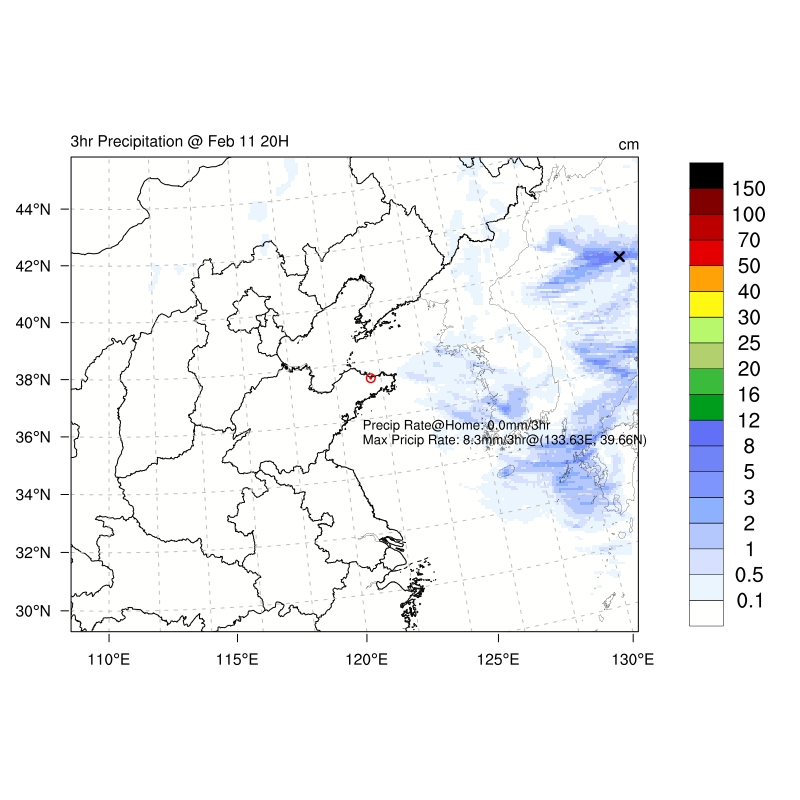 3hr Precipitation @ Feb 11 20H
cm
44°N
42°N
40°N
38°N
36°N
34°N
32°N
30°N
110°E
115°E
120°E
125°E
130°E
Precip Rate@Home: 0.0mm/3hr
Max Pricip Rate: 8.3mm/3hr@(133.63E, 39.66N)
150
100
70
50
40
30
25
20
16
12
8
5
3
2
1
0.5
0.1